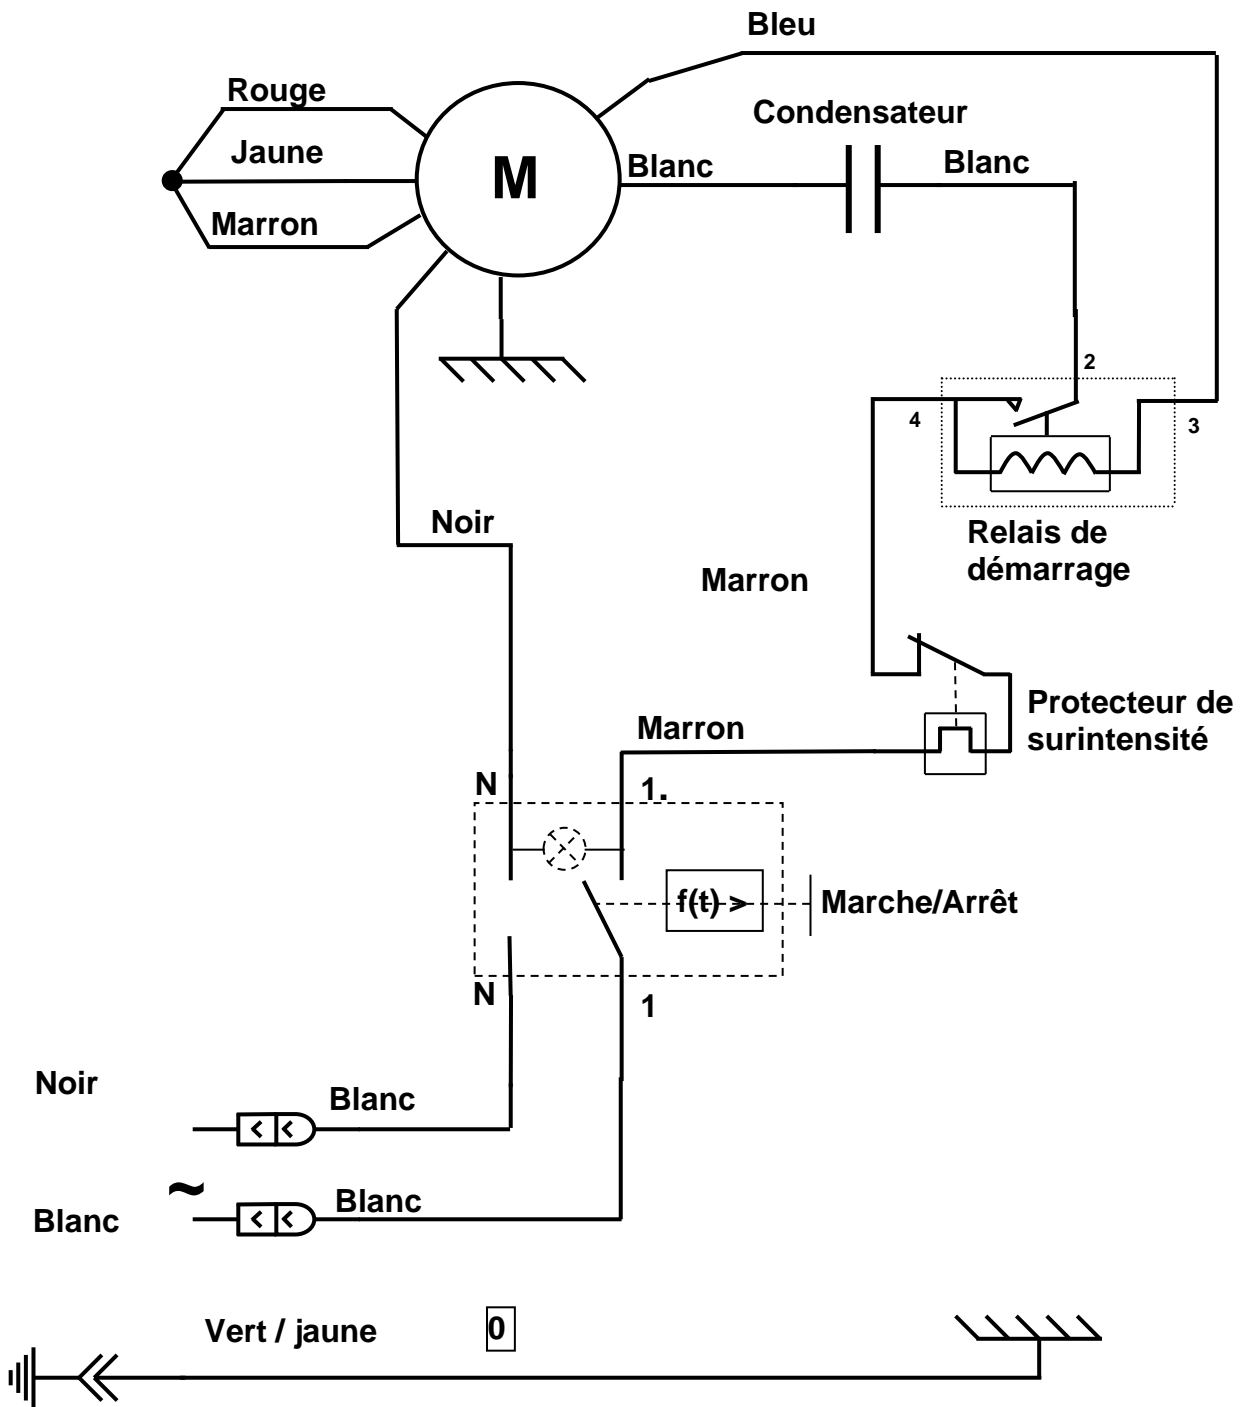 Bleu
Rouge
Condensateur
Jaune
M
Blanc
Blanc
Marron
2
4
3
Noir
Relais de
démarrage
Marron
Protecteur de
surintensité
Marron
N
1.
f(t) >
Marche/Arrêt
N
1
Noir
Blanc
~
Blanc
Blanc
Vert / jaune
0